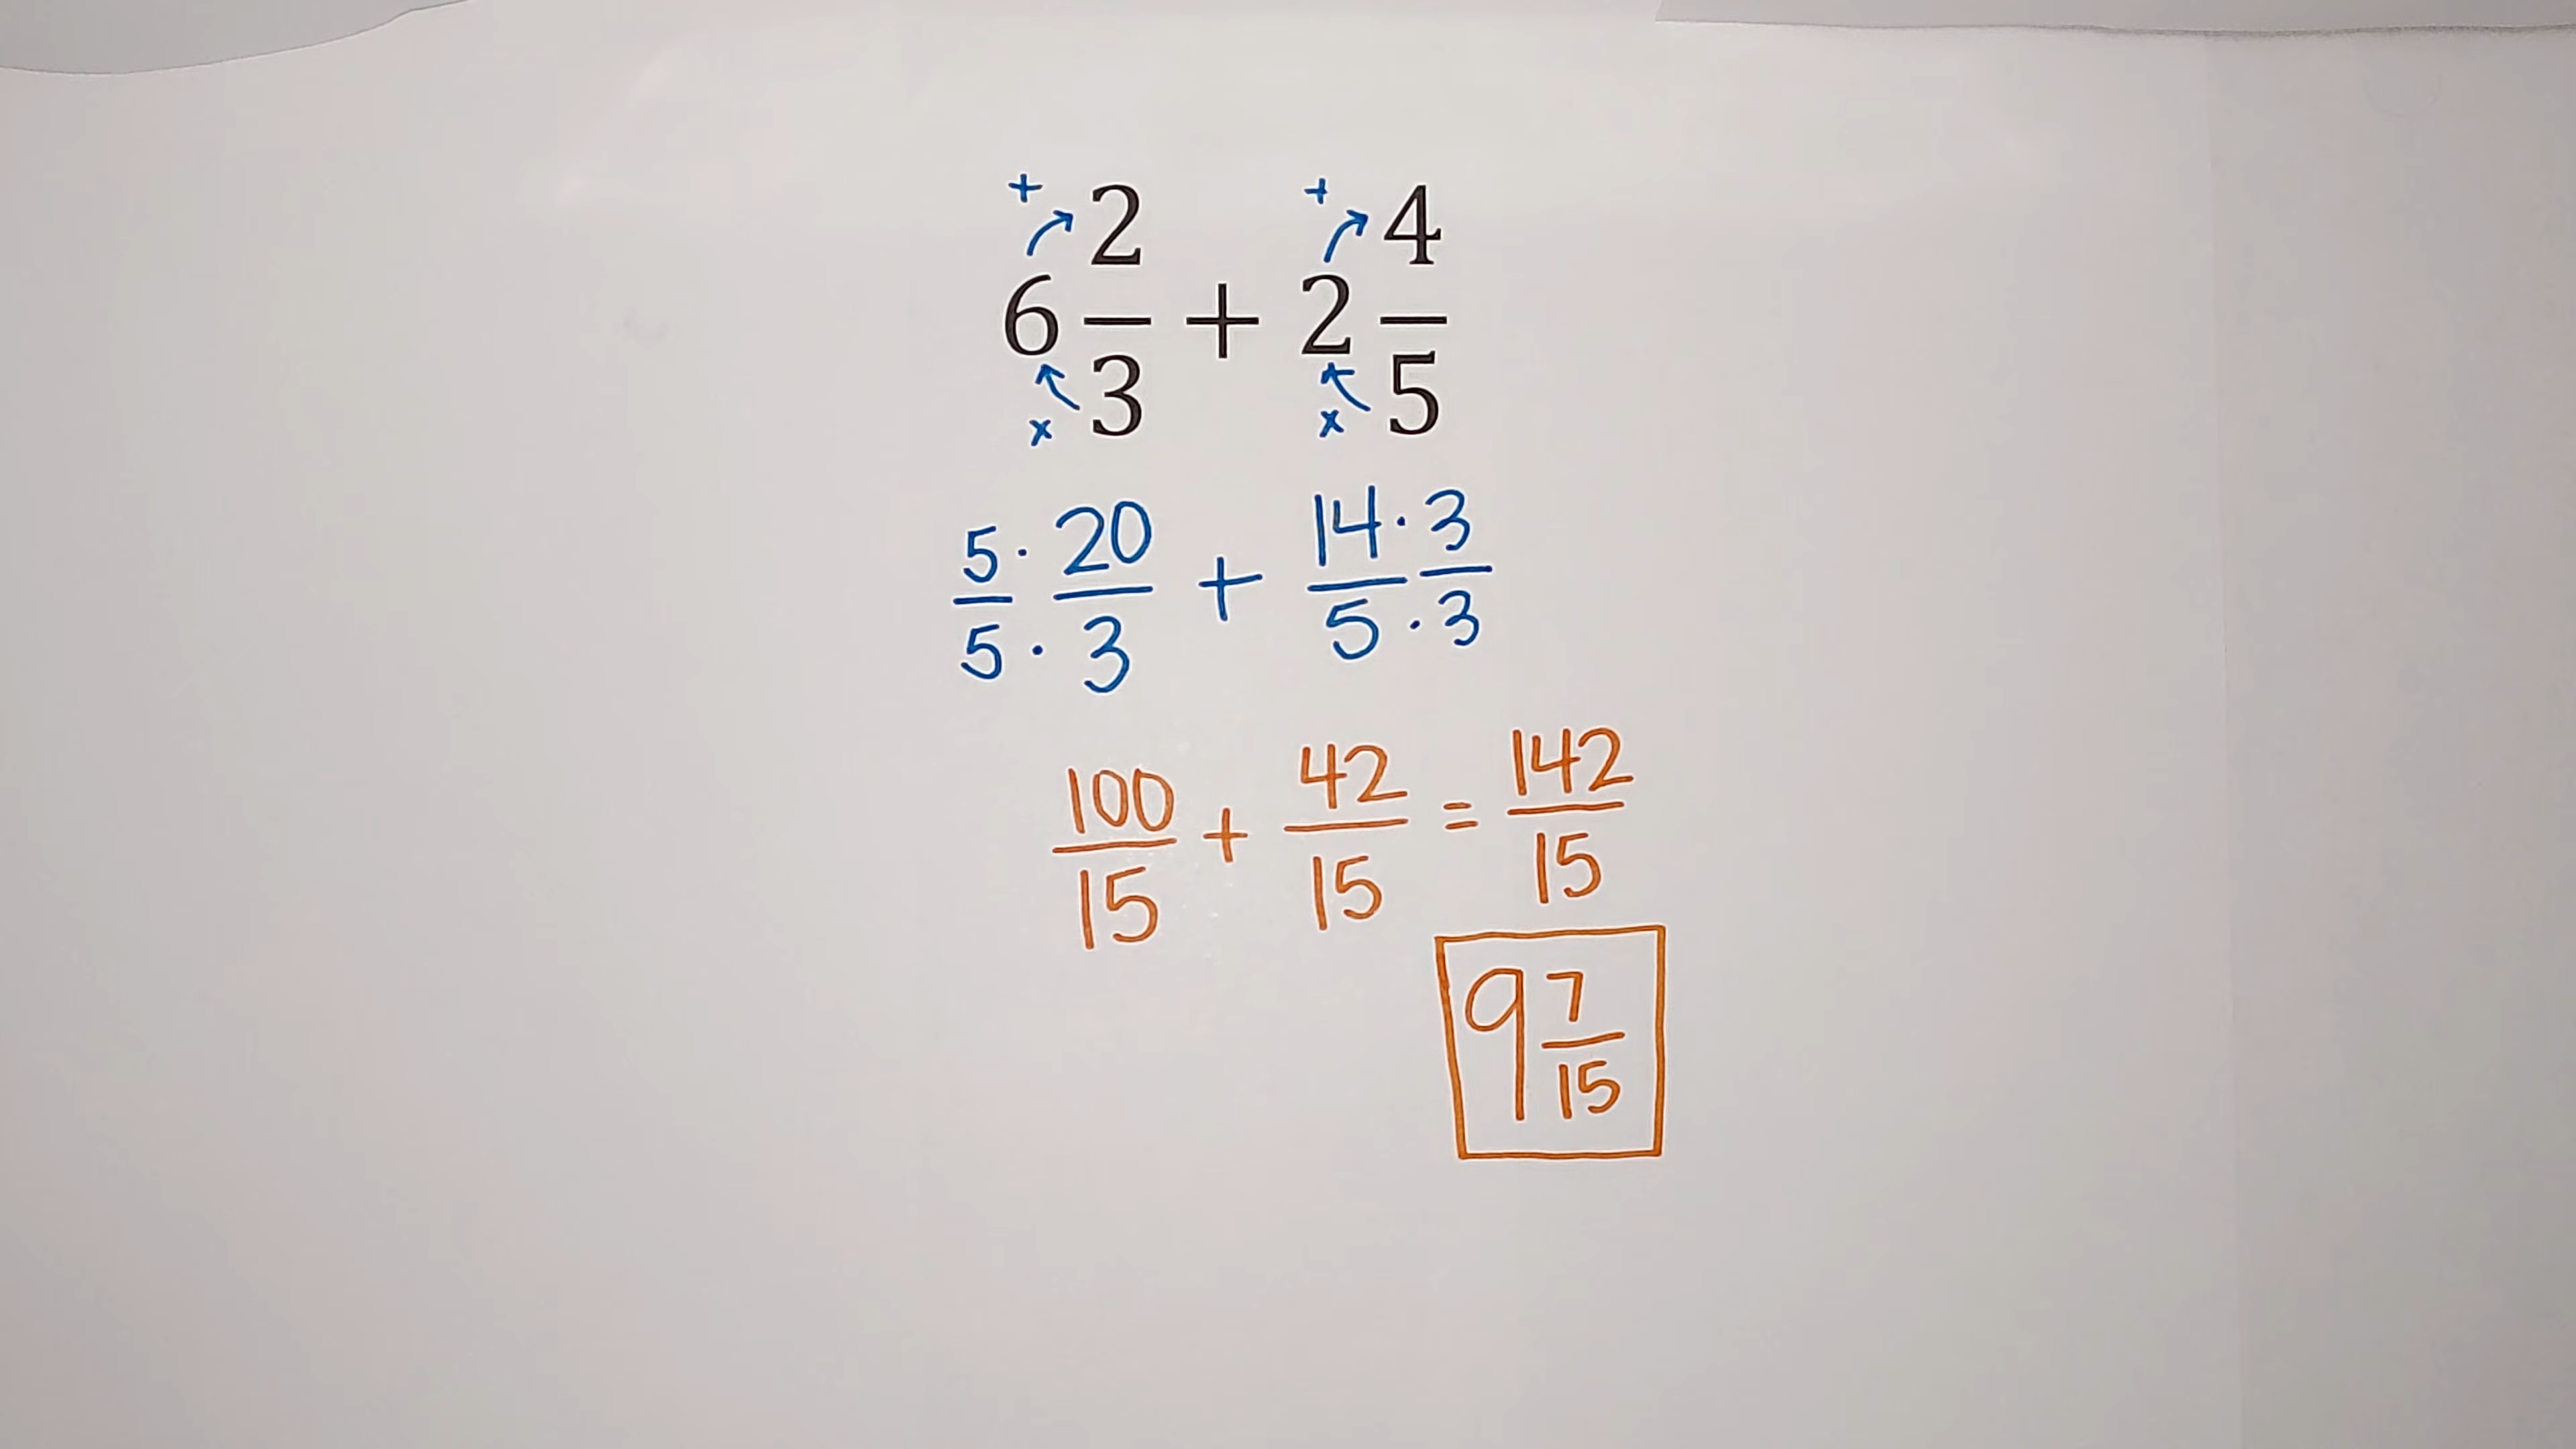 + +
6 2/3 + 2 4/5
x x
5/5 · 20/3 + 14/5 · 3/3
100/15 + 42/15 = 142/15
9 7/15